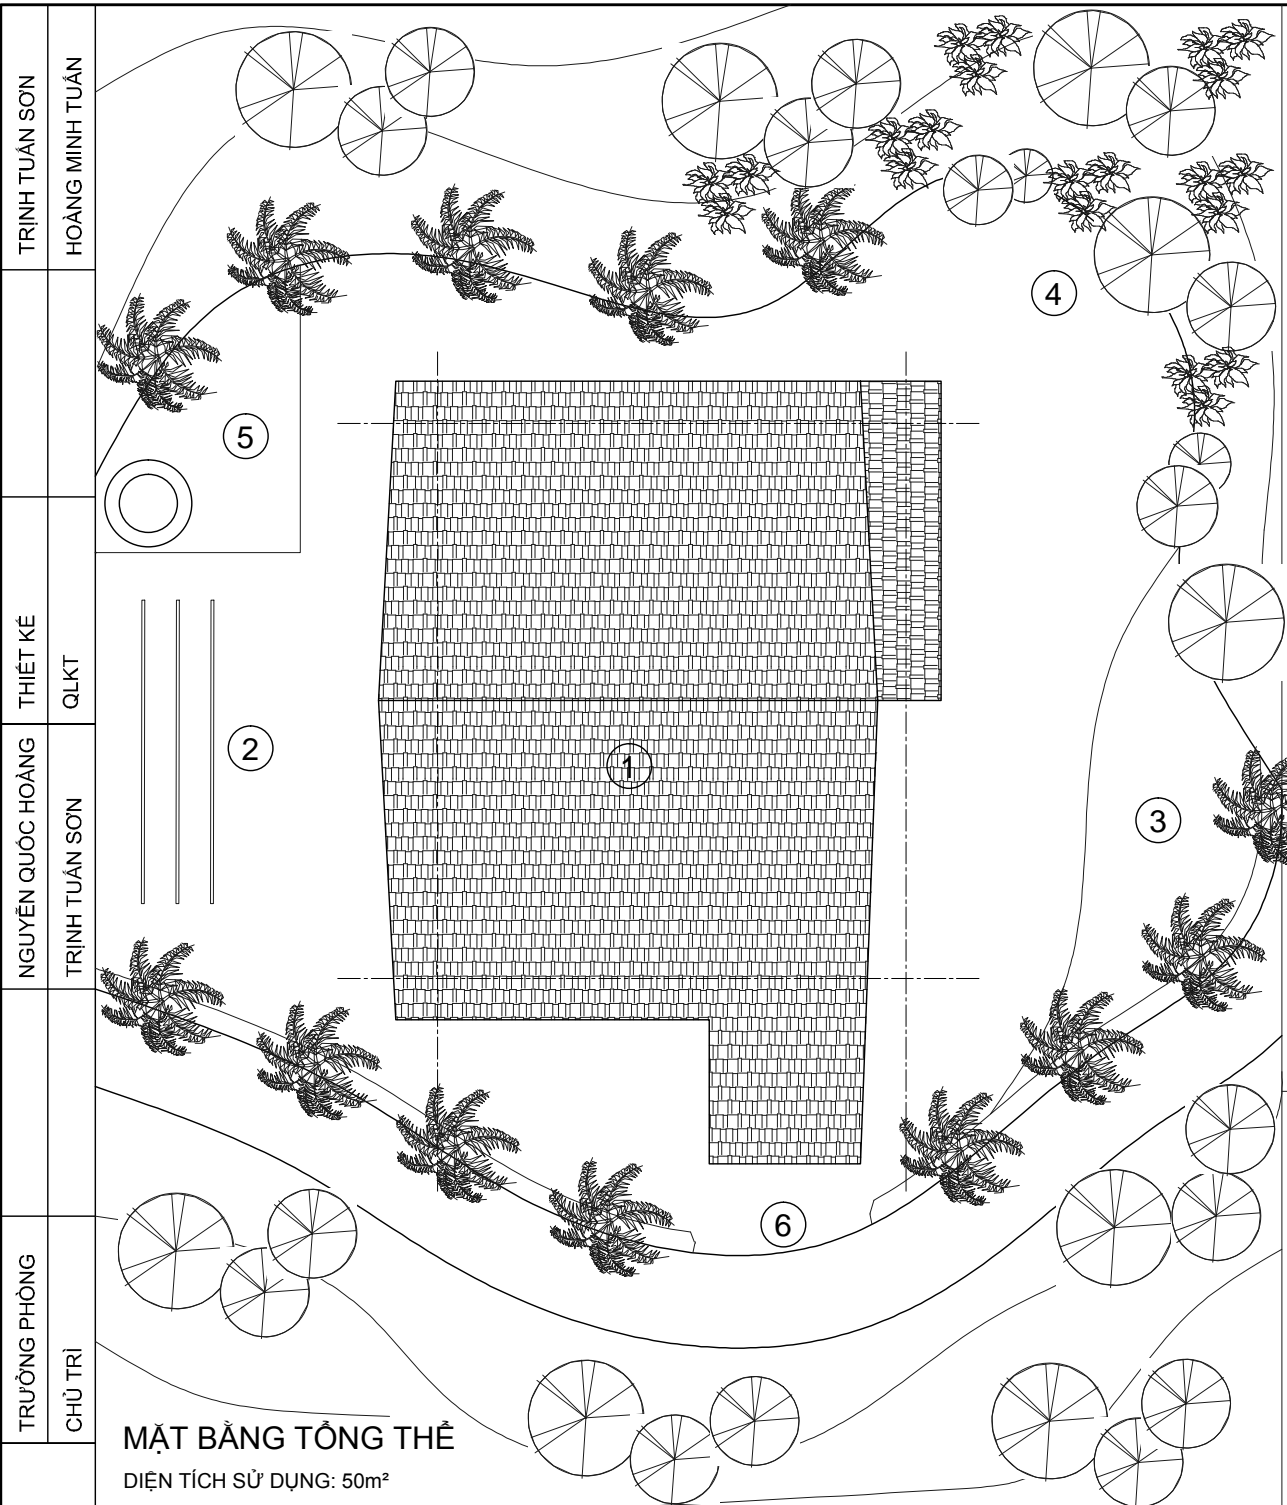 TRỊNH TUẤN SƠN
HOÀNG MINH TUẤN
THIẾT KẾ
QLKT
NGUYỄN QUỐC HOÀNG
TRỊNH TUẤN SƠN
TRƯỞNG PHÒNG
CHỦ TRÌ
4
5
2
1
3
6
MẶT BẰNG TỔNG THỂ
DIỆN TÍCH SỬ DỤNG: 50m²